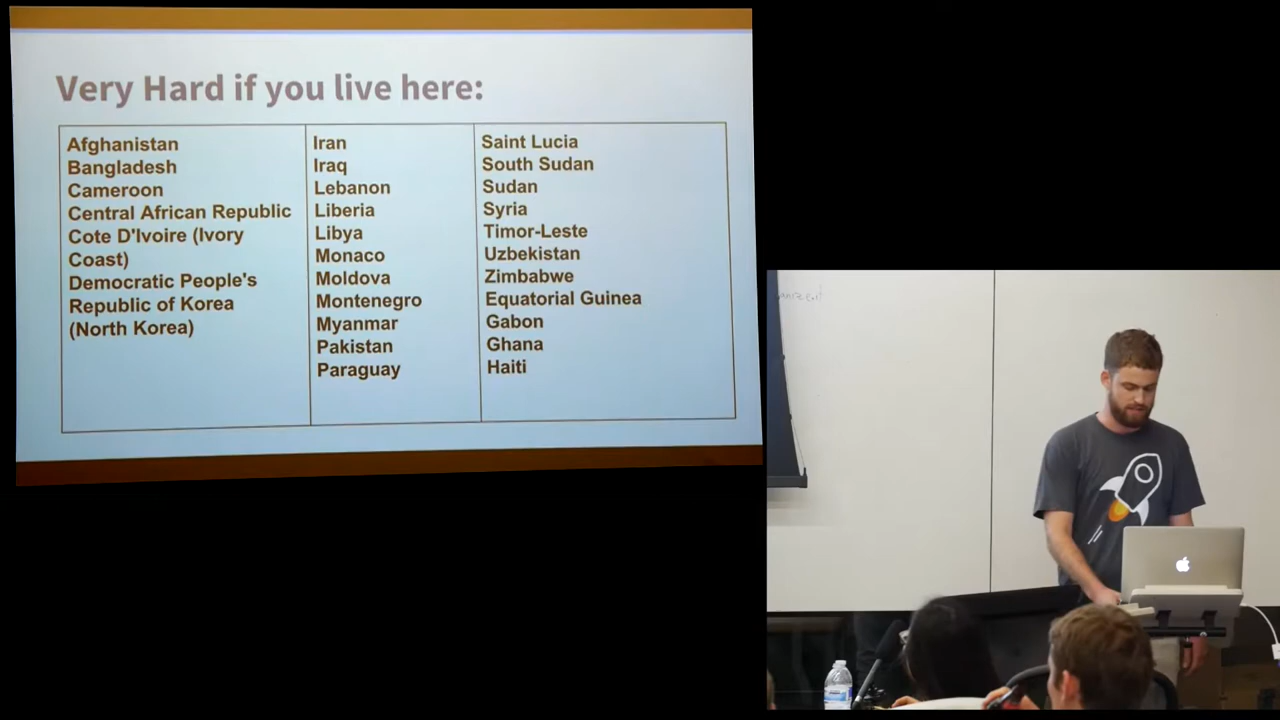 Very Hard if you live here:
Afghanistan
Bangladesh
Cameroon
Central African Republic
Cote D'Ivoire (Ivory
Coast)
Democratic People's
Republic of Korea
(North Korea)
Iran
Iraq
Lebanon
Liberia
Libya
Monaco
Moldova
Montenegro
Myanmar
Pakistan
Paraguay
Saint Lucia
South Sudan
Sudan
Syria
Timor-Leste
Uzbekistan
Zimbabwe
Equatorial Guinea
Gabon
Ghana
Haiti